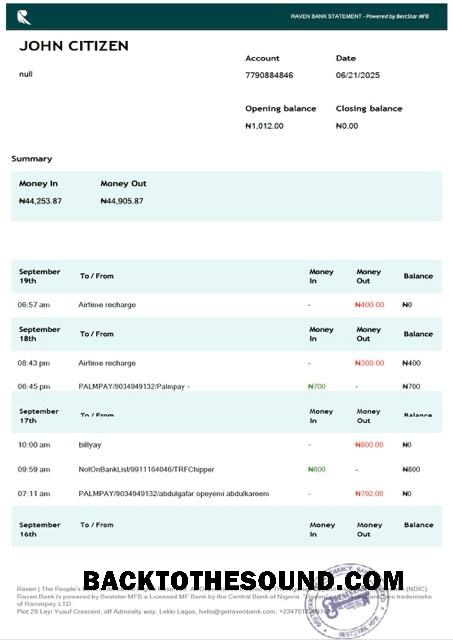 RAVEN BANK STATEMENT - Powered by BestStar MFB
JOHN CITIZEN
null
Account Date
7790884846 06/21/2025
Opening balance Closing balance
₦1,012.00 ₦0.00
Summary
Money In Money Out
₦44,253.87 ₦44,905.87
September 19th To / From Money In Money Out Balance
06:57 am Airtime recharge - ₦400.00 ₦0
September 18th To / From Money In Money Out Balance
08:43 pm Airtime recharge - ₦300.00 ₦400
06:45 pm PALMPAY/9034949132/Palmpay - ₦700 - ₦700
September 17th To / From Money In Money Out Balance
10:00 am billyay - ₦800.00 ₦0
09:59 am NotOnBankList/9911164046/TRFChipper ₦800 - ₦800
07:11 am PALMPAY/9034949132/abdulgafar opeyemi abdulkareem - ₦792.00 ₦0
September 16th To / From Money In Money Out Balance
BACKTOTHESOUND.COM
Raven | The People's (NDIC)
Raven Bank is powered by Beststar MFB a Licensed MF Bank by the Central Bank of Nigeria. are trademarks
of Ravenpay LTD.
Plot 20 Layi Yusuf Crescent, off Admiralty way, Lekki Lagos, hello@getravenbank.com,